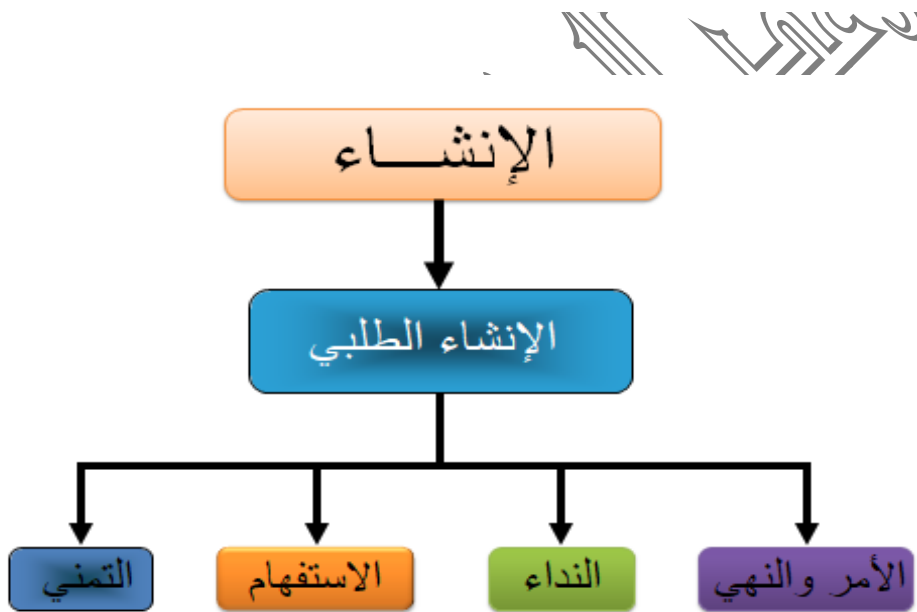 الإنشـــاء
الإنشاء الطلبي
الأمر والنهي
النداء
الاستفهام
التمني